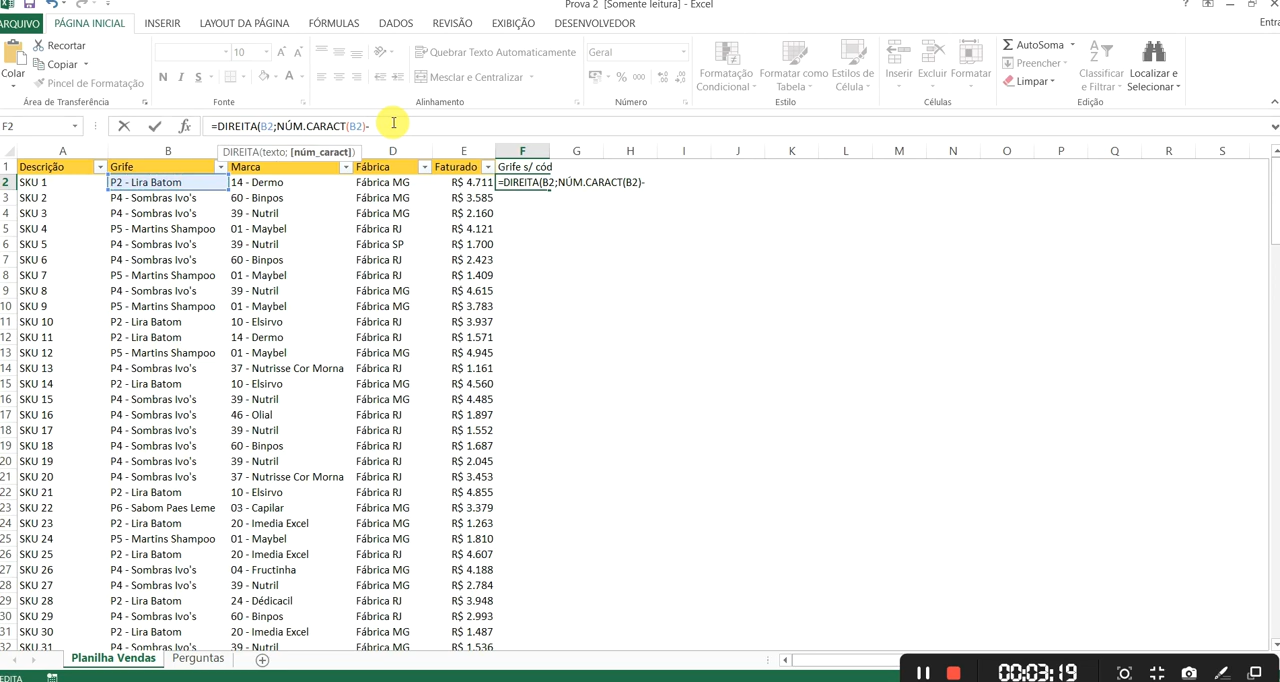 Prova 2 [Somente leitura] - Excel
ARQUIVO PÁGINA INICIAL INSERIR LAYOUT DA PÁGINA FÓRMULAS DADOS REVISÃO EXIBIÇÃO DESENVOLVEDOR Entra
Recortar
Copiar
Pincel de Formatação
Colar
Área de Transferência
10
N I S
Fonte
Quebrar Texto Automaticamente
Mesclar e Centralizar
Alinhamento
Geral
% 000
Número
Formatação Condicional
Formatar como Tabela
Estilos de Célula
Estilo
Inserir Excluir Formatar
Células
AutoSoma
Preencher
Limpar
Classificar e Filtrar
Localizar e Selecionar
Edição
F2 =DIREITA(B2;NÚM.CARACT(B2)-
DIREITA(texto; [núm_caract])
A B D E F G H I J K L M N O P Q R S
1 Descrição Grife Marca Fábrica Faturado Grife s/ cód
2 SKU 1 P2 - Lira Batom 14 - Dermo Fábrica MG R$ 4.711 =DIREITA(B2;NÚM.CARACT(B2)-
3 SKU 2 P4 - Sombras Ivo's 60 - Binpos Fábrica MG R$ 3.585
4 SKU 3 P4 - Sombras Ivo's 39 - Nutril Fábrica MG R$ 2.160
5 SKU 4 P5 - Martins Shampoo 01 - Maybel Fábrica RJ R$ 4.121
6 SKU 5 P4 - Sombras Ivo's 39 - Nutril Fábrica SP R$ 1.700
7 SKU 6 P4 - Sombras Ivo's 60 - Binpos Fábrica RJ R$ 2.423
8 SKU 7 P5 - Martins Shampoo 01 - Maybel Fábrica RJ R$ 1.409
9 SKU 8 P4 - Sombras Ivo's 39 - Nutril Fábrica MG R$ 4.615
10 SKU 9 P5 - Martins Shampoo 01 - Maybel Fábrica MG R$ 3.783
11 SKU 10 P2 - Lira Batom 10 - Elsirvo Fábrica RJ R$ 3.937
12 SKU 11 P2 - Lira Batom 14 - Dermo Fábrica RJ R$ 1.571
13 SKU 12 P5 - Martins Shampoo 01 - Maybel Fábrica MG R$ 4.945
14 SKU 13 P4 - Sombras Ivo's 37 - Nutrisse Cor Morna Fábrica RJ R$ 1.161
15 SKU 14 P2 - Lira Batom 10 - Elsirvo Fábrica MG R$ 4.560
16 SKU 15 P4 - Sombras Ivo's 39 - Nutril Fábrica MG R$ 4.485
17 SKU 16 P4 - Sombras Ivo's 46 - Olial Fábrica RJ R$ 1.897
18 SKU 17 P4 - Sombras Ivo's 39 - Nutril Fábrica RJ R$ 1.552
19 SKU 18 P4 - Sombras Ivo's 60 - Binpos Fábrica MG R$ 1.687
20 SKU 19 P4 - Sombras Ivo's 39 - Nutril Fábrica RJ R$ 2.045
21 SKU 20 P4 - Sombras Ivo's 37 - Nutrisse Cor Morna Fábrica RJ R$ 3.453
22 SKU 21 P2 - Lira Batom 10 - Elsirvo Fábrica RJ R$ 4.855
23 SKU 22 P6 - Sabom Paes Leme 03 - Capilar Fábrica MG R$ 3.379
24 SKU 23 P2 - Lira Batom 20 - Imedia Excel Fábrica MG R$ 1.263
25 SKU 24 P5 - Martins Shampoo 01 - Maybel Fábrica MG R$ 1.810
26 SKU 25 P2 - Lira Batom 20 - Imedia Excel Fábrica RJ R$ 4.607
27 SKU 26 P4 - Sombras Ivo's 04 - Fructinha Fábrica MG R$ 4.188
28 SKU 27 P4 - Sombras Ivo's 39 - Nutril Fábrica MG R$ 2.784
29 SKU 28 P2 - Lira Batom 24 - Dédicacil Fábrica RJ R$ 3.948
30 SKU 29 P4 - Sombras Ivo's 60 - Binpos Fábrica RJ R$ 2.993
31 SKU 30 P2 - Lira Batom 20 - Imedia Excel Fábrica MG R$ 1.487
32 SKU 31 P4 - Sombras Ivo's 39 - Nutril Fábrica MG R$ 1.536
Planilha Vendas Perguntas
EDITA 00:03:19